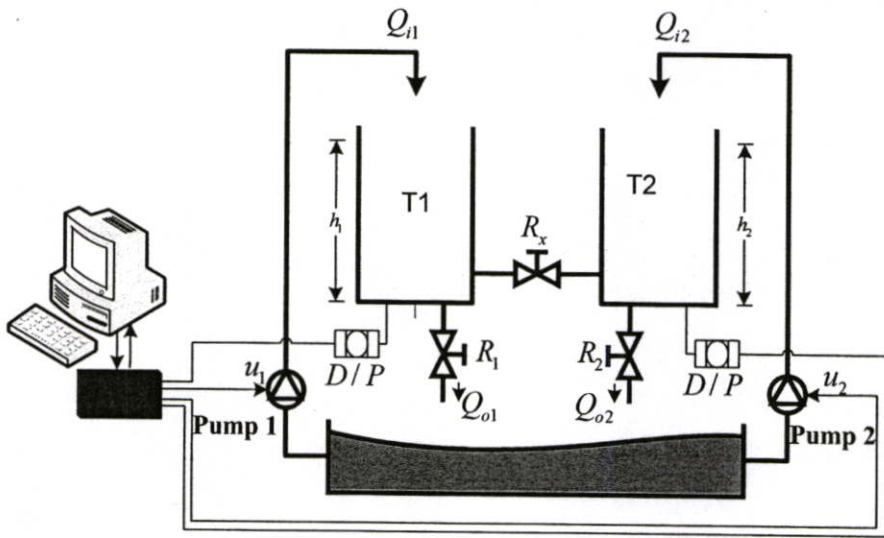 Q_{i1} Q_{i2}
T1 T2
h_1 h_2
R_x
R_1 R_2
D/P D/P
u_1 u_2
Q_{o1} Q_{o2}
Pump 1 Pump 2